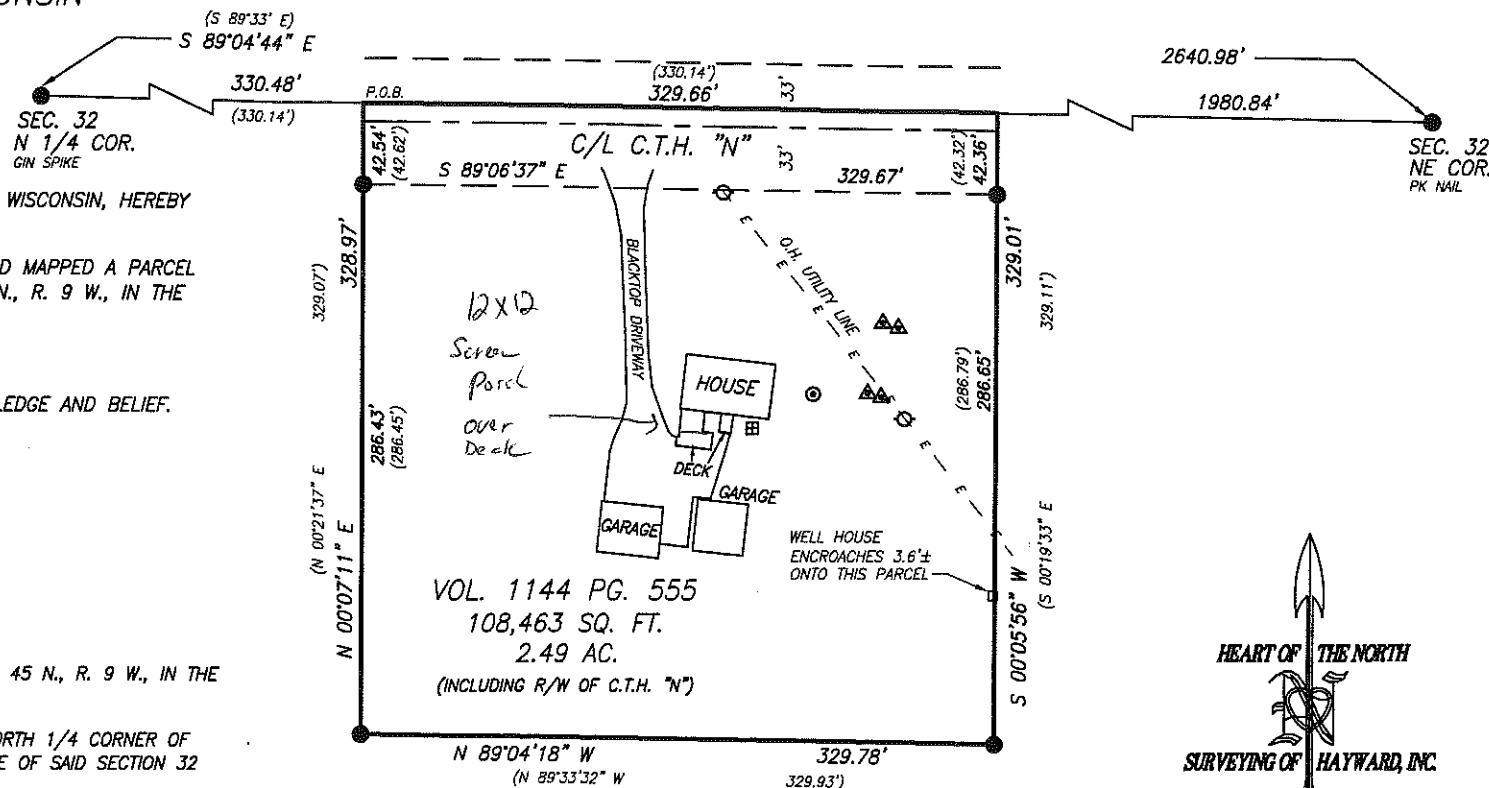 ONSIN
(S 89°33' E)
S 89°04'44" E
2640.98'
330.48'
(330.14')
P.O.B.
(330.14')
329.66'
33'
1980.84'
SEC. 32
N 1/4 COR.
GIN SPIKE
SEC. 32
NE COR.
PK NAIL
42.54'
(42.62')
C/L C.T.H. "N"
33'
(42.32')
42.36'
S 89°06'37" E
329.67'
WISCONSIN, HEREBY
D MAPPED A PARCEL
N., R. 9 W., IN THE
LEDGE AND BELIEF.
328.97'
329.07'
BLACKTOP DRIVEWAY
O.H. UTILITY LINE
E E E E E E E E
329.01'
329.11'
12X12
Screen
Porch
over
Deck
HOUSE
286.43'
(286.45')
(286.79')
286.65'
DECK
GARAGE
GARAGE
N 00°07'11" E
(N 00°21'37" E
WELL HOUSE
ENCROACHES 3.6'±
ONTO THIS PARCEL
S 00°05'56" W
(S 00°19'33" E
VOL. 1144 PG. 555
108,463 SQ. FT.
2.49 AC.
(INCLUDING R/W OF C.T.H. "N")
45 N., R. 9 W., IN THE
ORTH 1/4 CORNER OF
E OF SAID SECTION 32
N 89°04'18" W
329.78'
(N 89°33'32" W
329.93')
HEART OF THE NORTH
SURVEYING OF HAYWARD, INC.